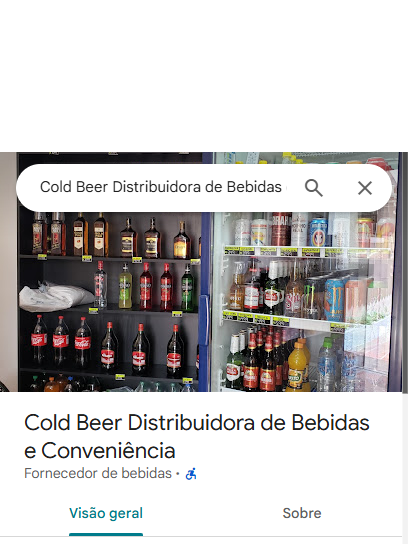 Cold Beer Distribuidora de Bebidas
Cold Beer Distribuidora de Bebidas
e Conveniência
Fornecedor de bebidas ·
Visão geral
Sobre